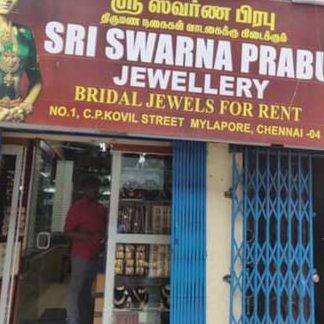 ஸ்ரீ ஸ்வர்ண பிரபு
திருமண நகைகள் வாடகைக்கு கிடைக்கும்
SRI SWARNA PRABU
JEWELLERY
BRIDAL JEWELS FOR RENT
NO.1, C.P.KOVIL STREET MYLAPORE, CHENNAI -04